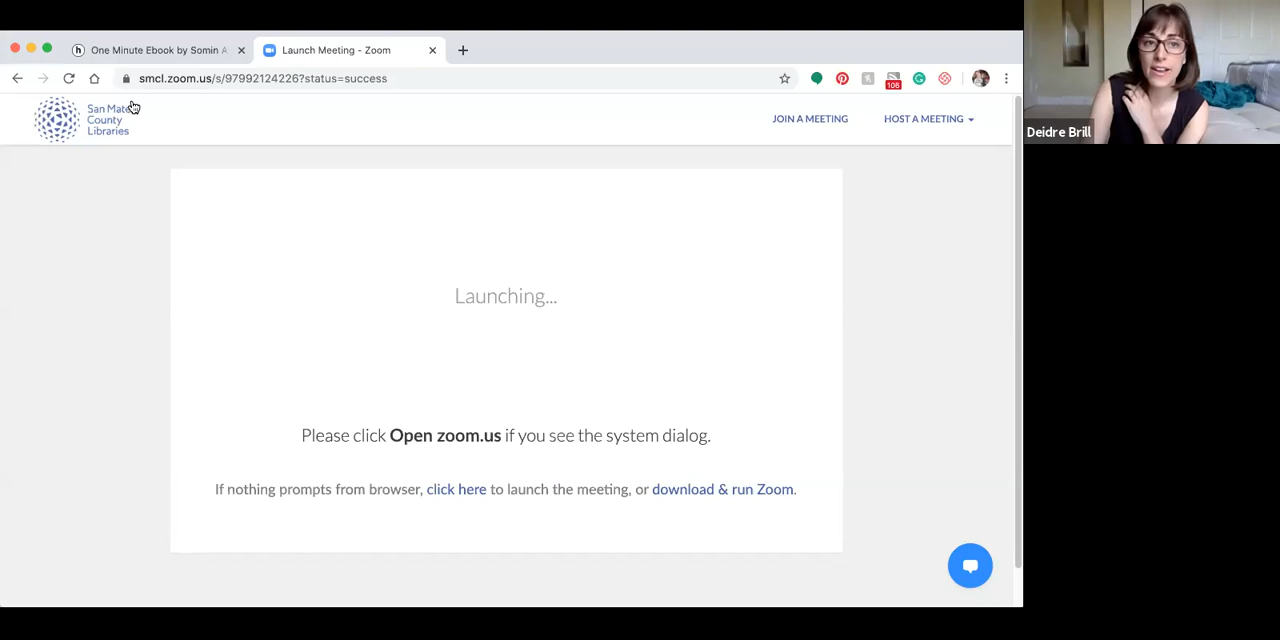 One Minute Ebook by Somin A
Launch Meeting - Zoom
smcl.zoom.us/s/97992124226?status=success
106
San Mate
County
Libraries
JOIN A MEETING
HOST A MEETING
Deidre Brill
Launching...
Please click Open zoom.us if you see the system dialog.
If nothing prompts from browser, click here to launch the meeting, or download & run Zoom.